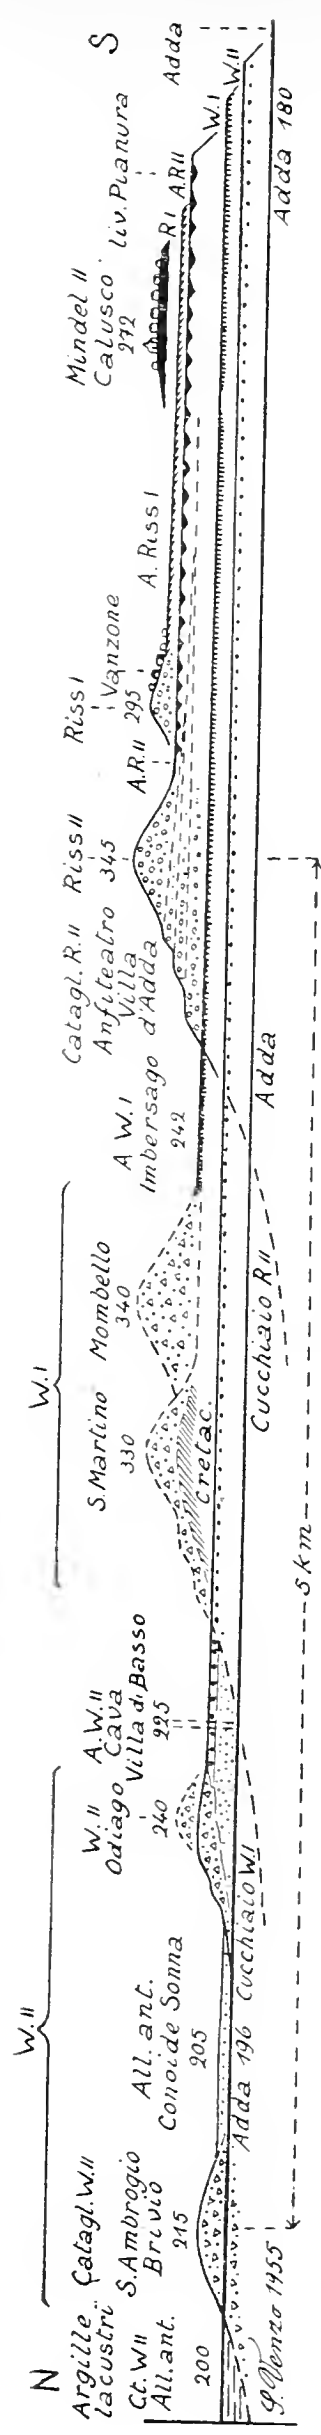 N
S
W.II
W.I
Argille
lacustri
Gt. WII
All. ant.
200
Catagl. W.II
S. Ambrogio
Brivio
215
All. ant.
Conoide Sonna
205
W. II
Odiago
240
A. W. II
Cava
Villa d. Basso
225
S. Martino
330
Mombello
340
Cretac.
A W. I
Imbersago
242
Catagl. R. II
Anfiteatro
Villa
d'Adda
Riss II
345
A. R. II
Riss I
Vanzone
295
A. Riss I
Mindel II
Calusco
272
liv. Pianura
R I
A. R II
Adda
W. I
W. II
Adda 196
Cucchiaio W.I
Cucchiaio R II
Adda
Adda 180
5 km
S. Venzo 1955